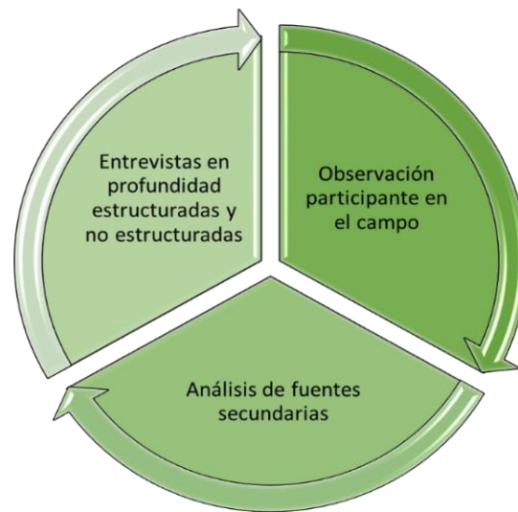 Entrevistas en
profundidad
estructuradas y
no estructuradas
Observación
participante en
el campo
Análisis de fuentes
secundarias